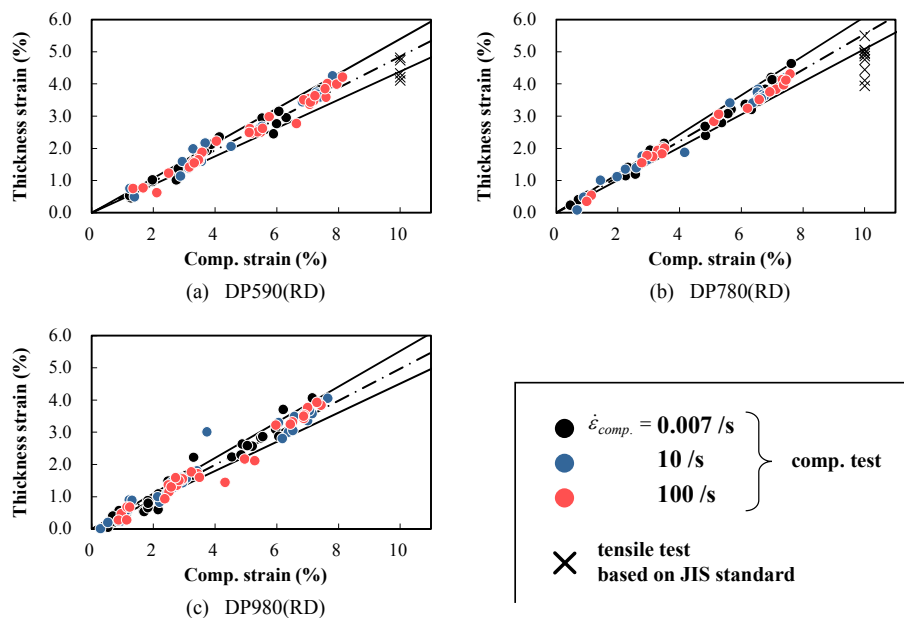 6.0
5.0
4.0
3.0
2.0
1.0
0.0
Thickness strain (%)
0 2 4 6 8 10
Comp. strain (%)
(a) DP590(RD)
6.0
5.0
4.0
3.0
2.0
1.0
0.0
Thickness strain (%)
0 2 4 6 8 10
Comp. strain (%)
(b) DP780(RD)
6.0
5.0
4.0
3.0
2.0
1.0
0.0
Thickness strain (%)
0 2 4 6 8 10
Comp. strain (%)
(c) DP980(RD)
ε̇comp. = 0.007 /s
10 /s
100 /s
comp. test
tensile test
based on JIS standard